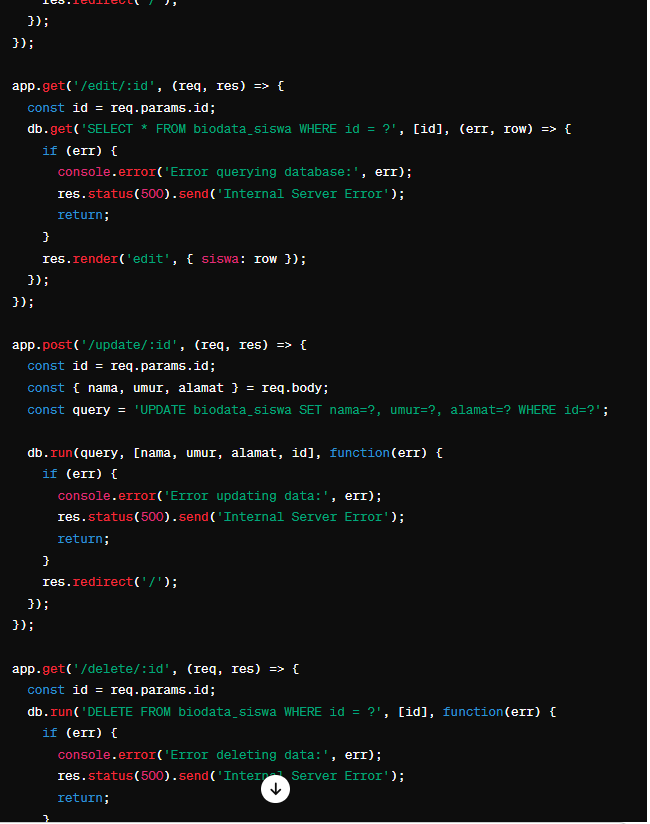 res.redirect('/');
});
});
app.get('/edit/:id', (req, res) => {
const id = req.params.id;
db.get('SELECT * FROM biodata_siswa WHERE id = ?', [id], (err, row) => {
if (err) {
console.error('Error querying database:', err);
res.status(500).send('Internal Server Error');
return;
}
res.render('edit', { siswa: row });
});
});
app.post('/update/:id', (req, res) => {
const id = req.params.id;
const { nama, umur, alamat } = req.body;
const query = 'UPDATE biodata_siswa SET nama=?, umur=?, alamat=? WHERE id=?';
db.run(query, [nama, umur, alamat, id], function(err) {
if (err) {
console.error('Error updating data:', err);
res.status(500).send('Internal Server Error');
return;
}
res.redirect('/');
});
});
app.get('/delete/:id', (req, res) => {
const id = req.params.id;
db.run('DELETE FROM biodata_siswa WHERE id = ?', [id], function(err) {
if (err) {
console.error('Error deleting data:', err);
res.status(500).send('Internal Server Error');
return;
}